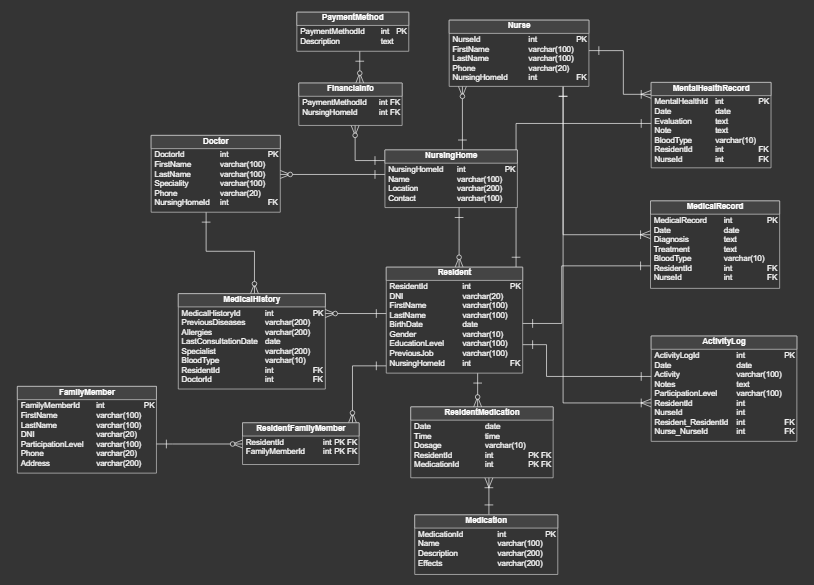 PaymentMethod
PaymentMethodId int PK
Description text
Nurse
NurseId int PK
FirstName varchar(100)
LastName varchar(100)
Phone varchar(20)
NursingHomeId int FK
FinanciaInfo
PaymentMethodId int FK
NursingHomeId int FK
MentalHealthRecord
MentalHealthId int PK
Date date
Evaluation text
Note text
BloodType varchar(10)
ResidentId int FK
NurseId int FK
Doctor
DoctorId int PK
FirstName varchar(100)
LastName varchar(100)
Speciality varchar(100)
Phone varchar(20)
NursingHomeId int FK
NursingHome
NursingHomeId int PK
Name varchar(100)
Location varchar(200)
Contact varchar(100)
MedicalRecord
MedicalRecord int PK
Date date
Diagnosis text
Treatment text
BloodType varchar(10)
ResidentId int FK
NurseId int FK
Resident
ResidentId int PK
DNI varchar(20)
FirstName varchar(100)
LastName varchar(100)
BirthDate date
Gender varchar(10)
EducationLevel varchar(100)
PreviousJob varchar(100)
NursingHomeId int FK
MedicalHistory
MedicalHistoryId int PK
PreviousDiseases varchar(200)
Allergies varchar(200)
LastConsultationDate date
Specialist varchar(200)
BloodType varchar(10)
ResidentId int FK
DoctorId int FK
ActivityLog
ActivityLogId int PK
Date date
Activity varchar(100)
Notes text
ParticipationLevel varchar(100)
ResidentId int
NurseId int
Resident_ResidentId int FK
Nurse_NurseId int FK
FamilyMember
FamilyMemberId int PK
FirstName varchar(100)
LastName varchar(100)
DNI varchar(20)
ParticipationLevel varchar(100)
Phone varchar(20)
Address varchar(200)
ResidentFamilyMember
ResidentId int PK FK
FamilyMemberId int PK FK
ResidentMedication
Date date
Time time
Dosage varchar(10)
ResidentId int PK FK
MedicationId int PK FK
Medication
MedicationId int PK
Name varchar(100)
Description varchar(200)
Effects varchar(200)